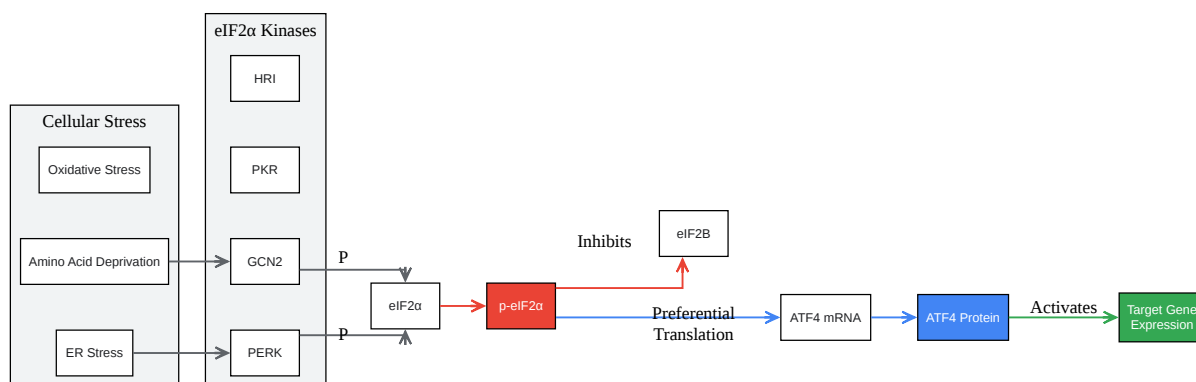 eIF2α Kinases
HRI
Cellular Stress
Oxidative Stress
PKR
Inhibits
eIF2B
Amino Acid Deprivation
GCN2
P
eIF2α
p-eIF2α
Preferential
Translation
ATF4 mRNA
ATF4 Protein
Activates
Target Gene
Expression
ER Stress
PERK
P